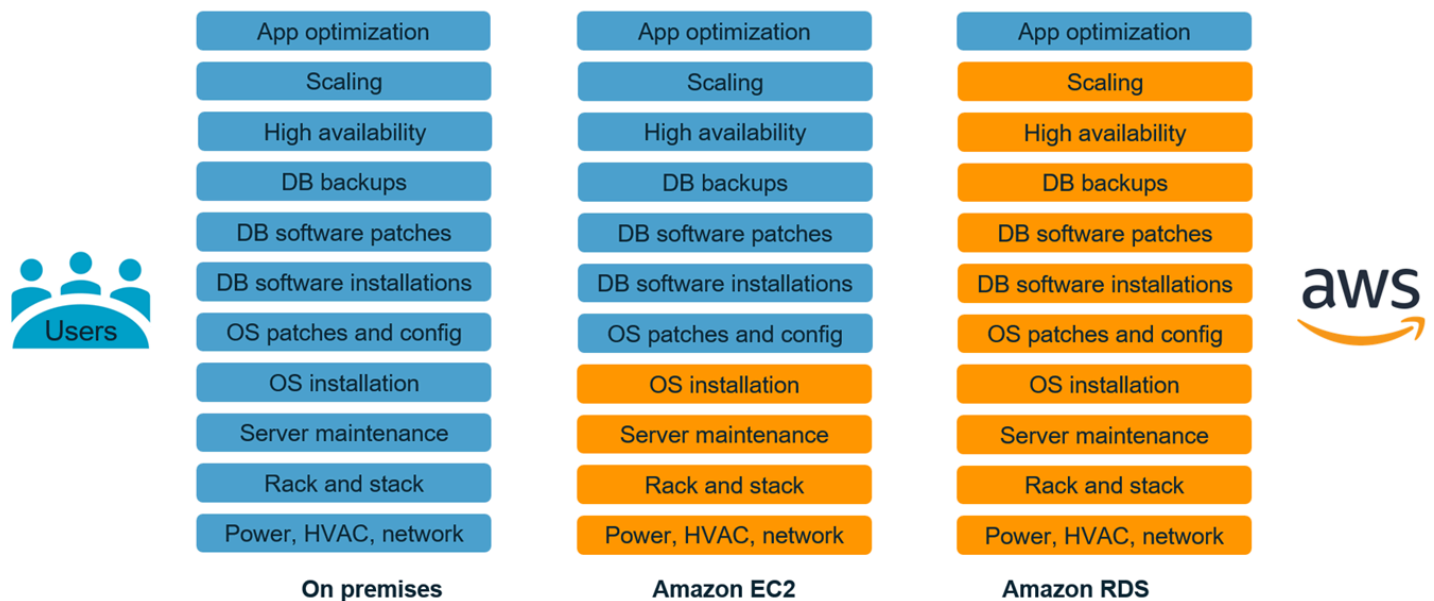 App optimization
Scaling
High availability
DB backups
DB software patches
DB software installations
OS patches and config
OS installation
Server maintenance
Rack and stack
Power, HVAC, network
On premises
App optimization
Scaling
High availability
DB backups
DB software patches
DB software installations
OS patches and config
OS installation
Server maintenance
Rack and stack
Power, HVAC, network
Amazon EC2
App optimization
Scaling
High availability
DB backups
DB software patches
DB software installations
OS patches and config
OS installation
Server maintenance
Rack and stack
Power, HVAC, network
Amazon RDS
Users
aws